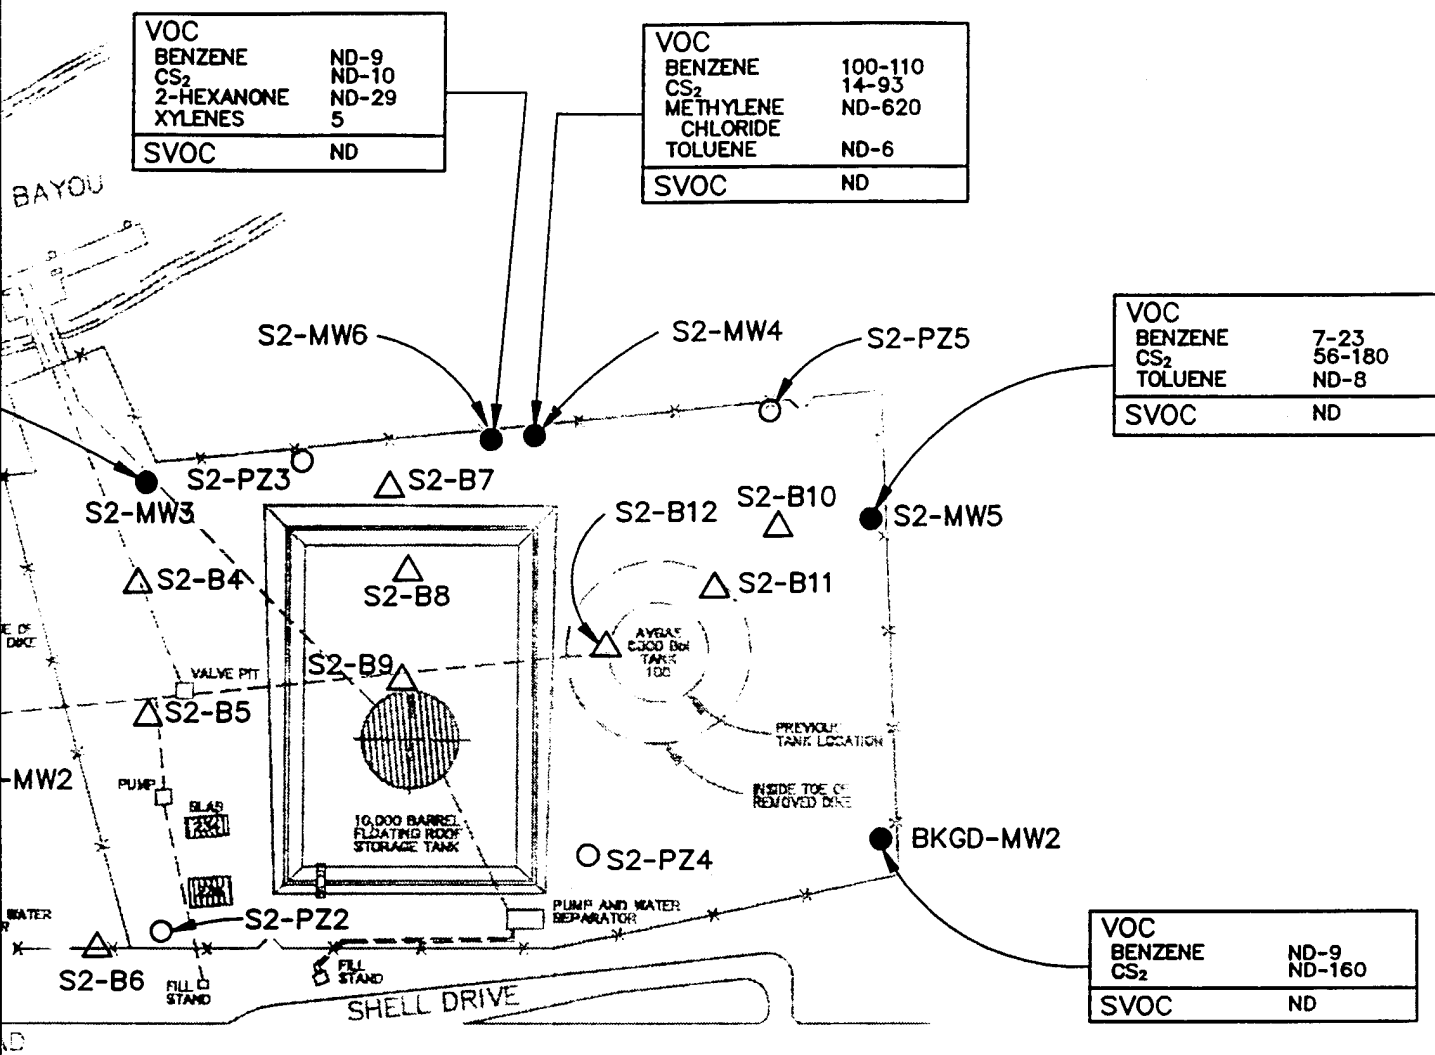 VOC
BENZENE ND-9
CS₂ ND-10
2-HEXANONE ND-29
XYLENES 5
SVOC ND
VOC
BENZENE 100-110
CS₂ 14-93
METHYLENE ND-620
CHLORIDE
TOLUENE ND-6
SVOC ND
BAYOU
VOC
BENZENE 7-23
CS₂ 56-180
TOLUENE ND-8
SVOC ND
S2-MW6
S2-MW4
S2-PZ5
S2-PZ3
S2-B7
S2-MW3
S2-B12
S2-B10
S2-MW5
S2-B4
S2-B8
S2-B11
DIKE
TANK
100
S2-B9
VALVE PIT
S2-B5
PREVIOUS
TANK LOCATION
-MW2
PUMP
SLAB
INSIDE TOE OF
REMOVED DIKE
10,000 BARREL
FLOATING ROOF
STORAGE TANK
BKGD-MW2
S2-PZ4
WATER
S2-PZ2
PUMP AND WATER
SEPARATOR
S2-B6
FILL
STAND
FILL
STAND
SHELL DRIVE
VOC
BENZENE ND-9
CS₂ ND-160
SVOC ND